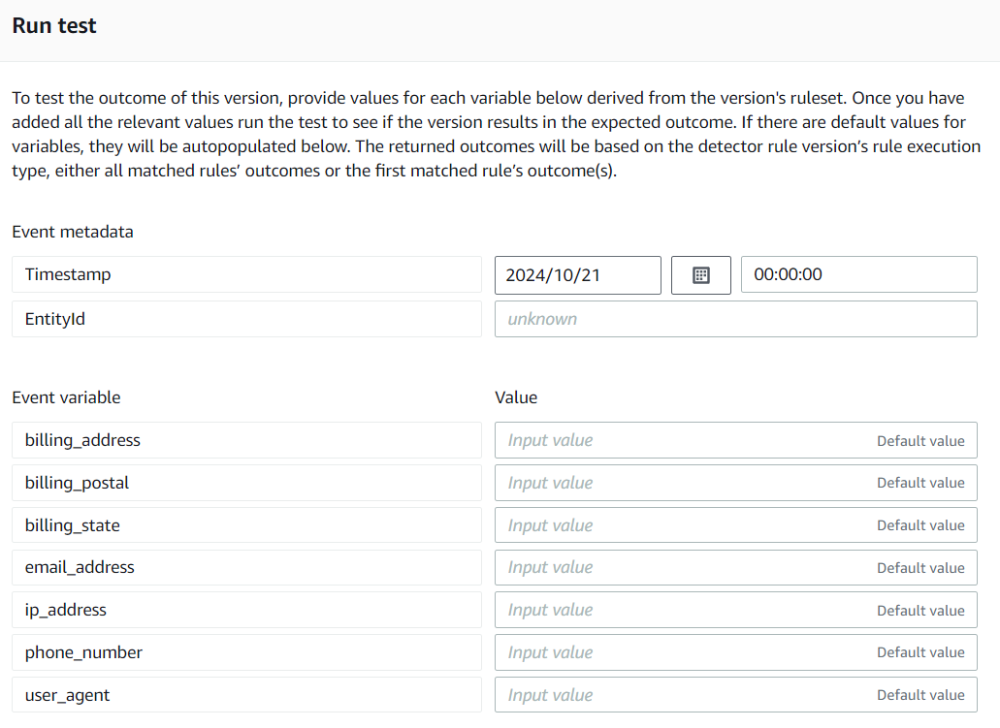 Run test
To test the outcome of this version, provide values for each variable below derived from the version's ruleset. Once you have
added all the relevant values run the test to see if the version results in the expected outcome. If there are default values for
variables, they will be autopopulated below. The returned outcomes will be based on the detector rule version’s rule execution
type, either all matched rules’ outcomes or the first matched rule’s outcome(s).
Event metadata
Timestamp 2024/10/21 00:00:00
EntityId unknown
Event variable Value
billing_address Input value Default value
billing_postal Input value Default value
billing_state Input value Default value
email_address Input value Default value
ip_address Input value Default value
phone_number Input value Default value
user_agent Input value Default value